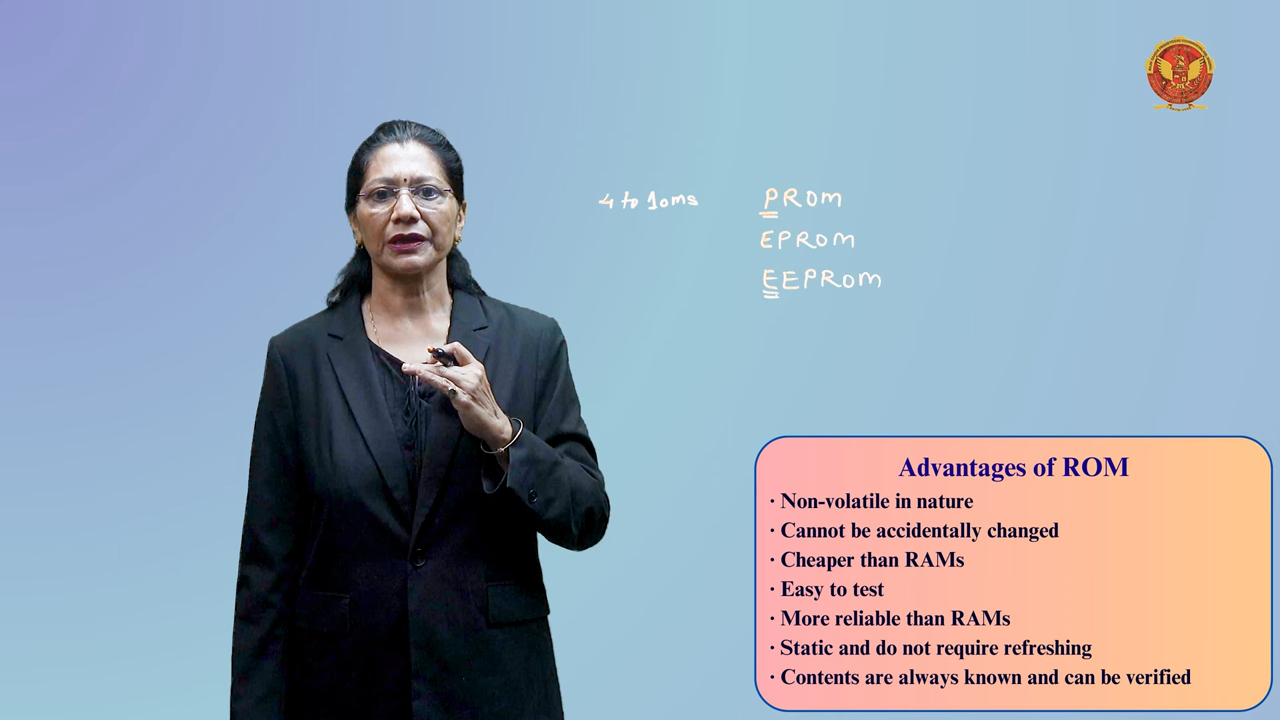 4 to 10ms
PROM
EPROM
EEPROM
Advantages of ROM
· Non-volatile in nature
· Cannot be accidentally changed
· Cheaper than RAMs
· Easy to test
· More reliable than RAMs
· Static and do not require refreshing
· Contents are always known and can be verified